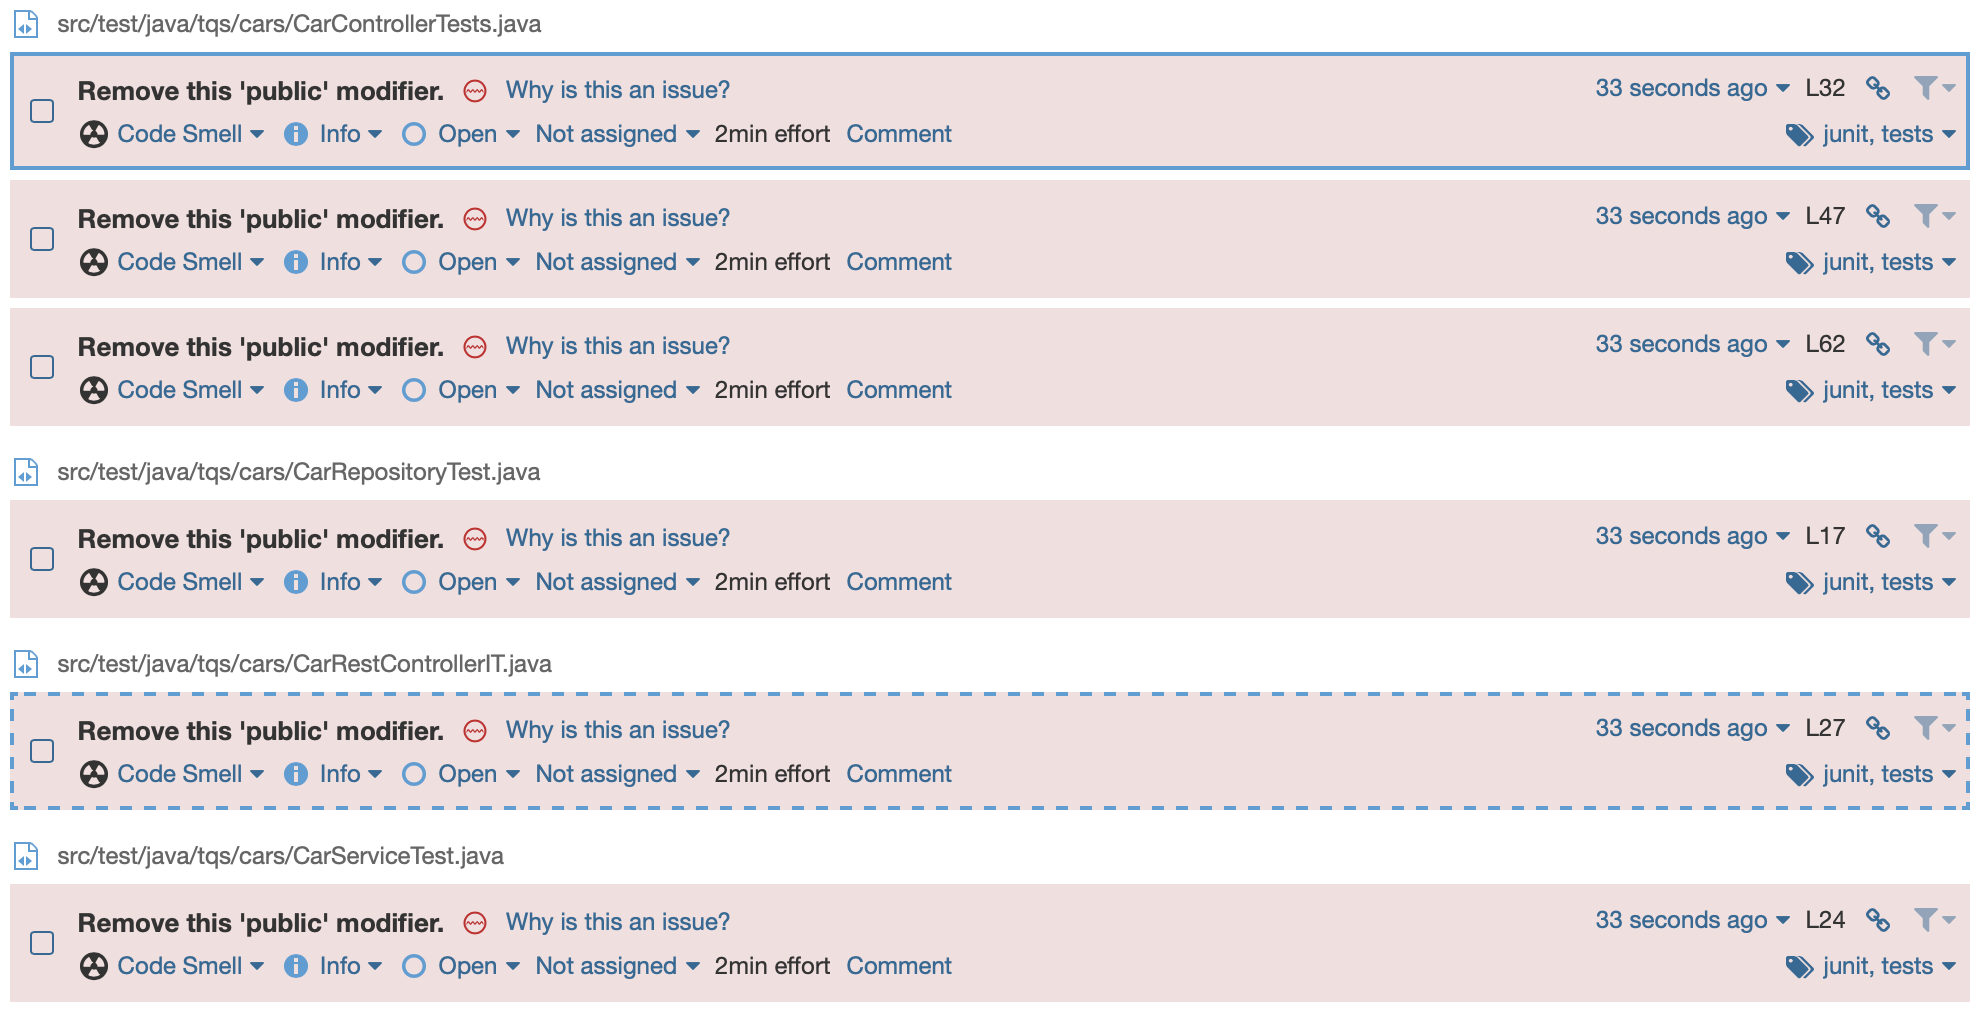 src/test/java/tqs/cars/CarControllerTests.java
Remove this 'public' modifier. Why is this an issue? 33 seconds ago L32
Code Smell Info Open Not assigned 2min effort Comment junit, tests
Remove this 'public' modifier. Why is this an issue? 33 seconds ago L47
Code Smell Info Open Not assigned 2min effort Comment junit, tests
Remove this 'public' modifier. Why is this an issue? 33 seconds ago L62
Code Smell Info Open Not assigned 2min effort Comment junit, tests
src/test/java/tqs/cars/CarRepositoryTest.java
Remove this 'public' modifier. Why is this an issue? 33 seconds ago L17
Code Smell Info Open Not assigned 2min effort Comment junit, tests
src/test/java/tqs/cars/CarRestControllerIT.java
Remove this 'public' modifier. Why is this an issue? 33 seconds ago L27
Code Smell Info Open Not assigned 2min effort Comment junit, tests
src/test/java/tqs/cars/CarServiceTest.java
Remove this 'public' modifier. Why is this an issue? 33 seconds ago L24
Code Smell Info Open Not assigned 2min effort Comment junit, tests